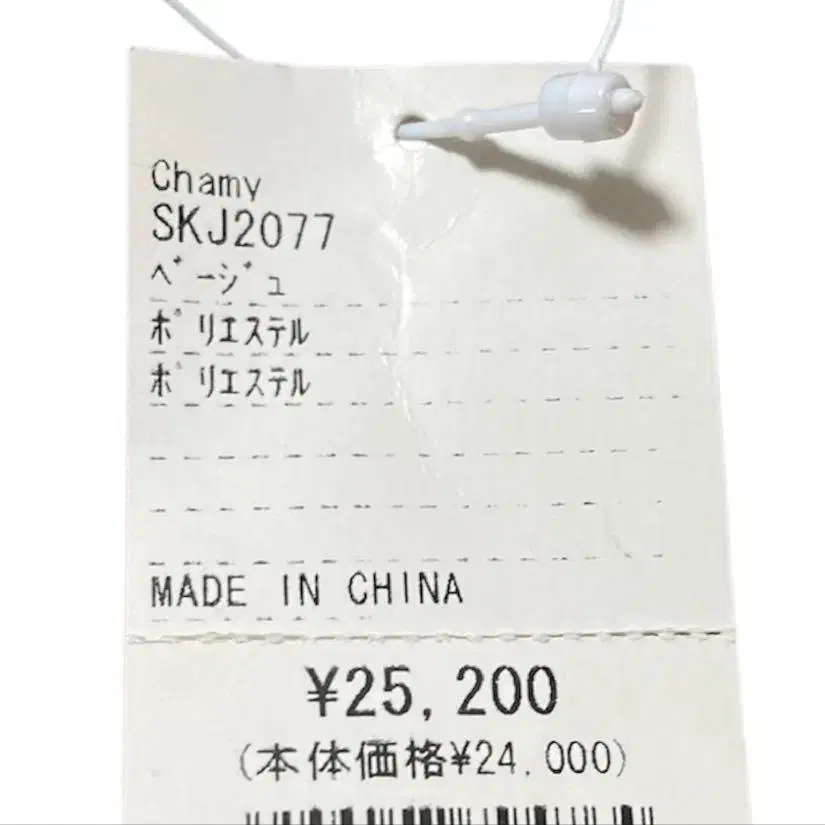 Chamy
SKJ2077
ﾍﾞｰｼﾞｭ
ﾎﾟﾘｴｽﾃﾙ
ﾎﾟﾘｴｽﾃﾙ
MADE IN CHINA
¥25,200
(本体価格¥24,000)